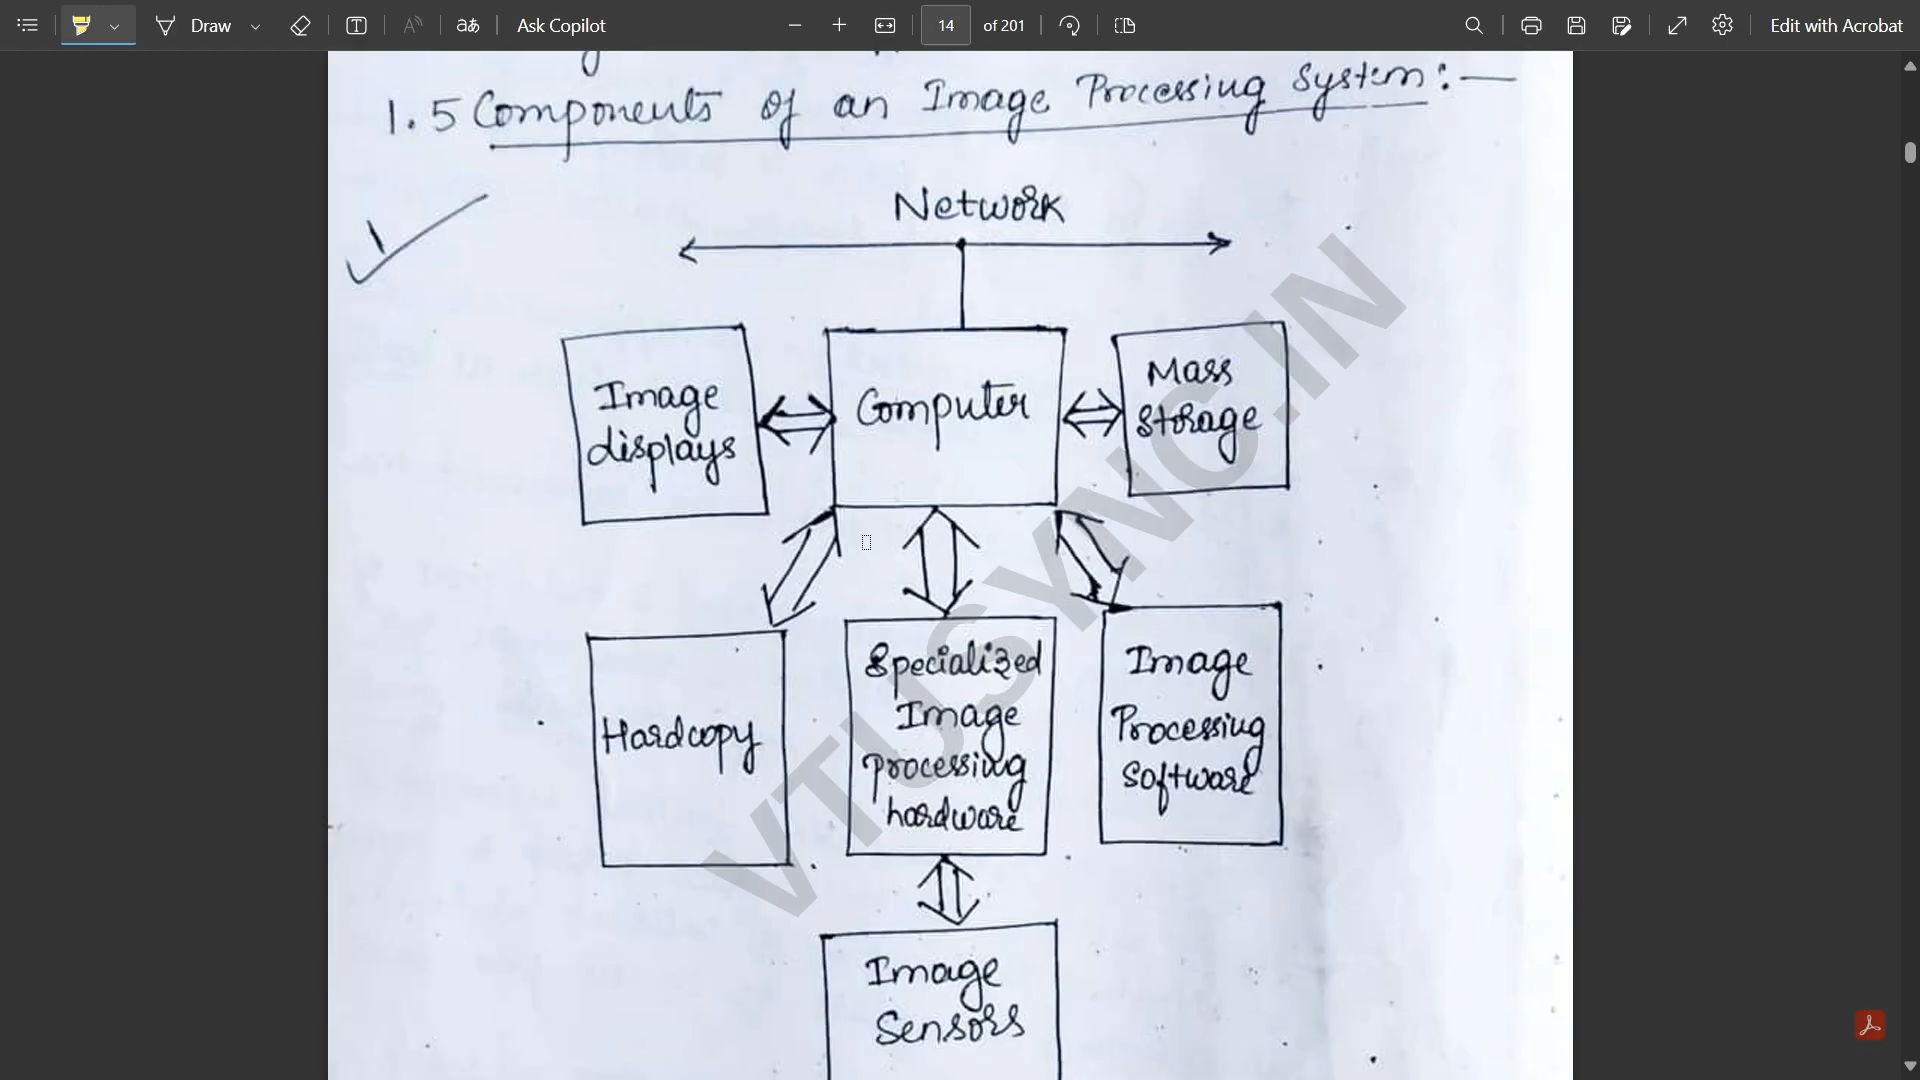 Draw
Ask Copilot
14 of 201
Edit with Acrobat
1.5 Components of an Image Processing System:—
Network
Image
displays
Computer
Mass
Storage
Hardcopy
Specialized
Image
processing
hardware
Image
Processing
Software
Image
Sensors
VTUSYNC.IN